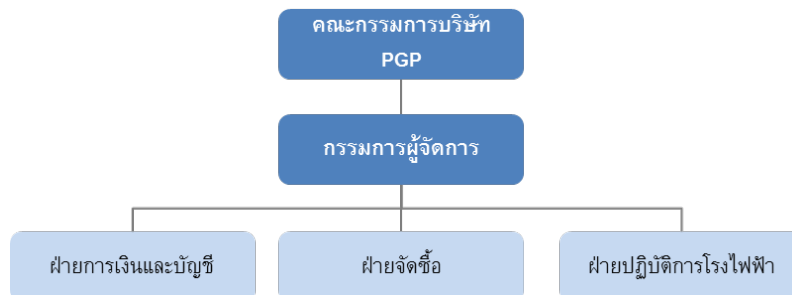 คณะกรรมการบริษัท
PGP
กรรมการผู้จัดการ
ฝ่ายการเงินและบัญชี
ฝ่ายจัดซื้อ
ฝ่ายปฏิบัติการโรงไฟฟ้า